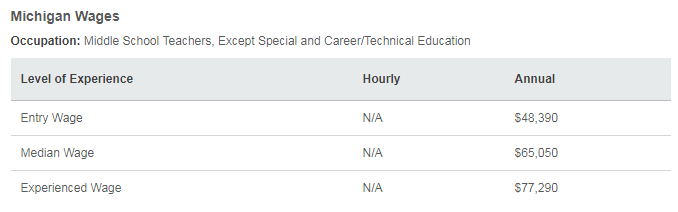 Michigan Wages
Occupation: Middle School Teachers, Except Special and Career/Technical Education
Level of Experience Hourly Annual
Entry Wage N/A $48,390
Median Wage N/A $65,050
Experienced Wage N/A $77,290